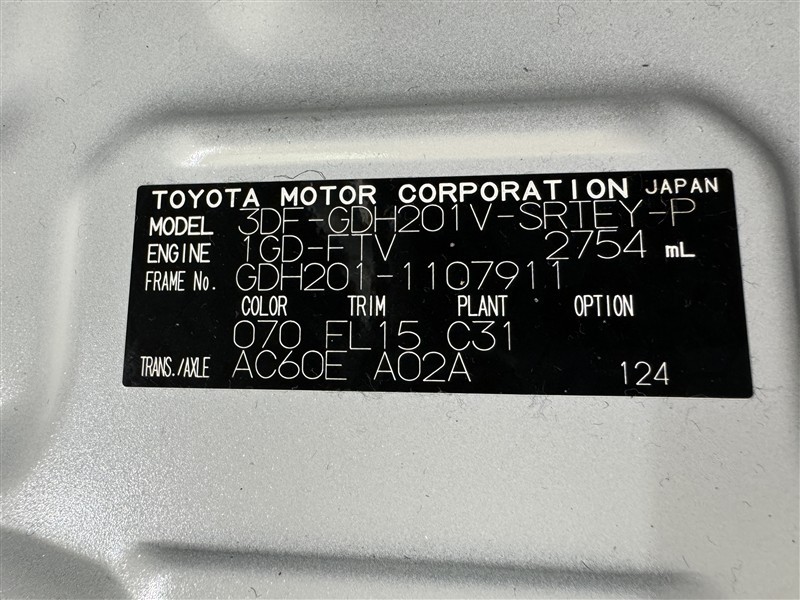 TOYOTA MOTOR CORPORATION JAPAN
MODEL 3DF-GDH201V-SRTEY-P
ENGINE 1GD-FTV 2754 mL
FRAME No. GDH201-1107911
COLOR TRIM PLANT OPTION
070 FL15 C31
TRANS./AXLE AC60E A02A 124